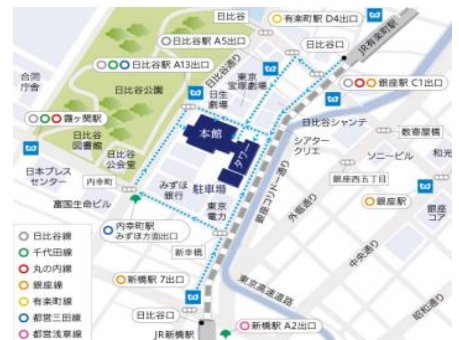 有楽町駅 D4出口
日比谷
日比谷駅 A5出口
日比谷口
JR有楽町駅
日比谷駅 A13出口
日比谷通り
合同
庁舎
日比谷公園
東京
宝塚劇場
日生
劇場
銀座駅 C1出口
霞ヶ関駅
本館
日比谷シャンテ
日比谷
図書館
タワー
シアター
クリエ
数寄屋橋
日比谷
公会堂
ソニービル
和光
日本プレス
センター
内幸町
みずほ
銀行
駐車場
銀座コリドー通り
外堀通り
銀座西五丁目
富国生命ビル
東京
電力
銀座駅
銀座
コア
内幸町駅
みずほ方面出口
新幸橋
中央通り
日比谷線
千代田線
丸の内線
銀座線
有楽町線
都営三田線
都営浅草線
新橋駅 7出口
東京高速道路
昭和通り
日比谷口
JR新橋駅
新橋駅 A2出口